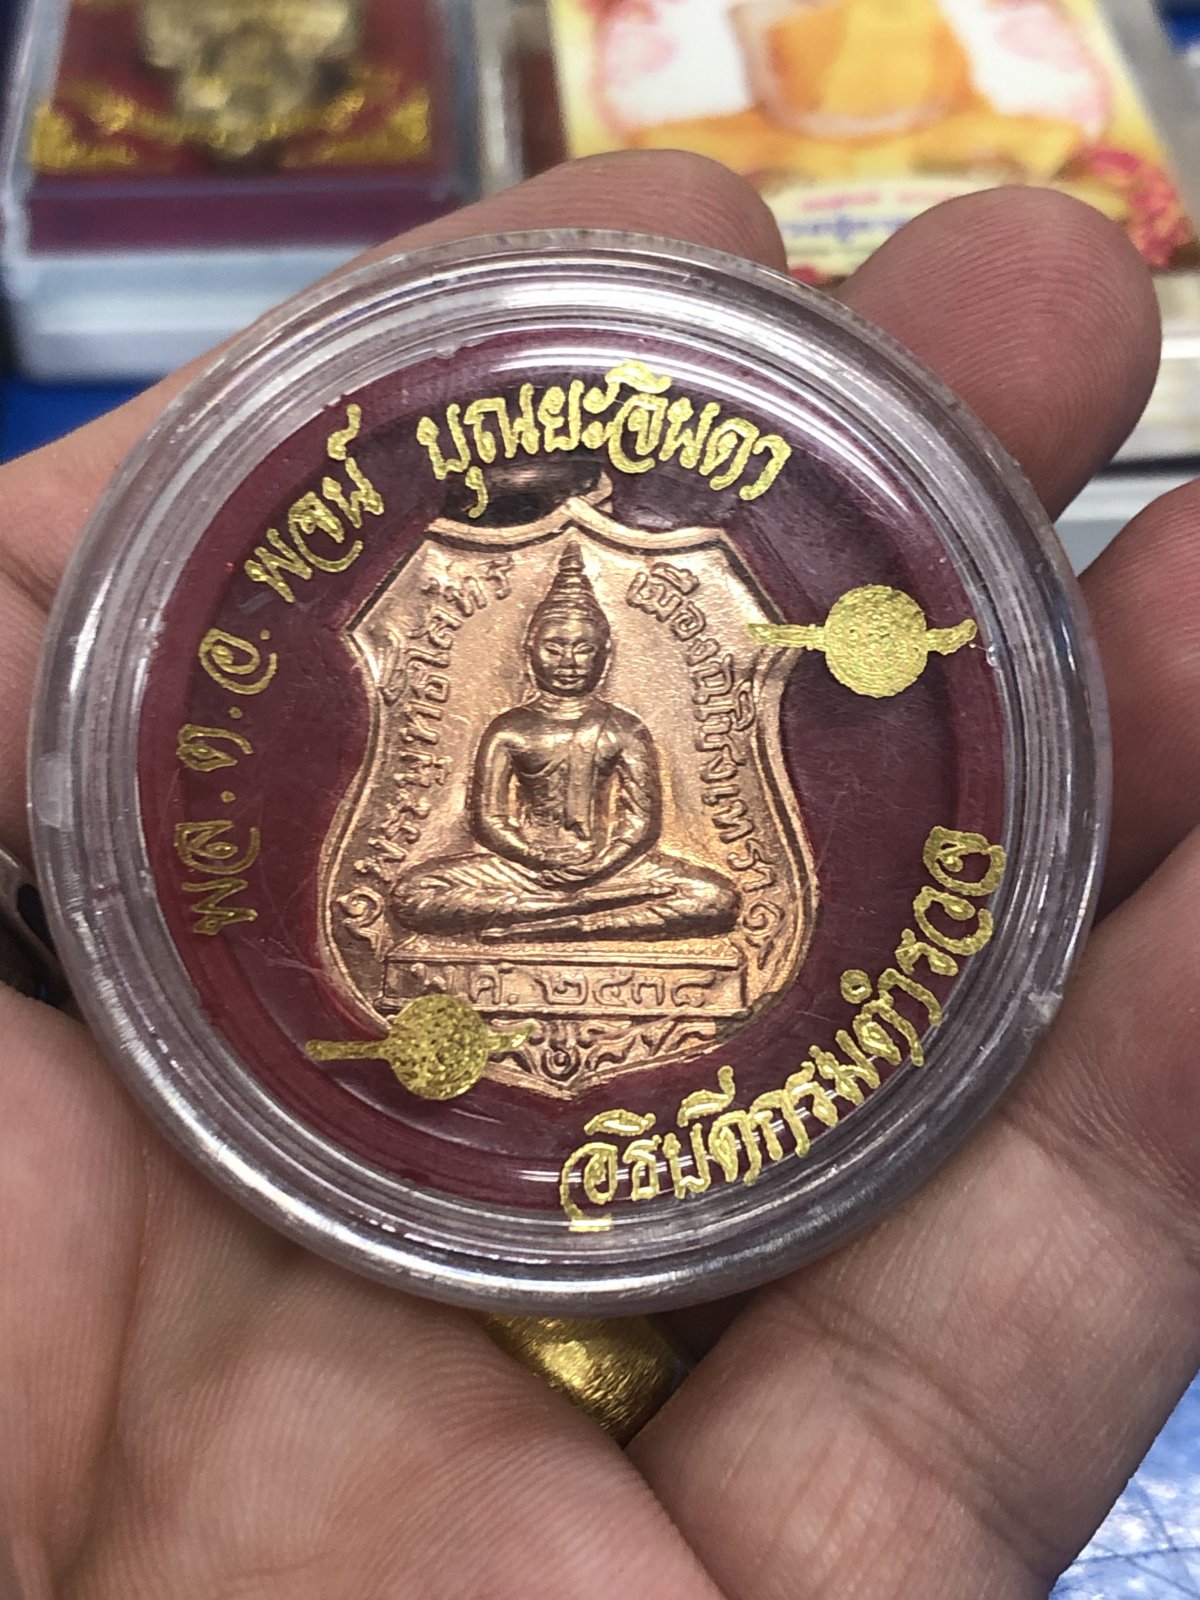 พล.ต.อ. พจน์ บุณยะจินดา
พระพุทธโสธร
เมืองฉะเชิงเทรา
พ.ศ. ๒๕๓๘
อธิบดีกรมตำรวจ